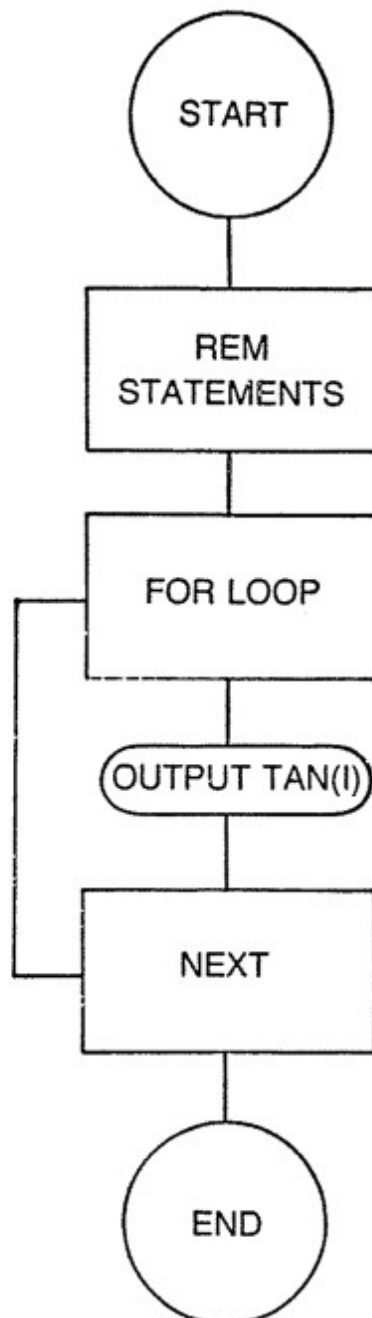 START
REM
STATEMENTS
FOR LOOP
OUTPUT TAN(I)
NEXT
END